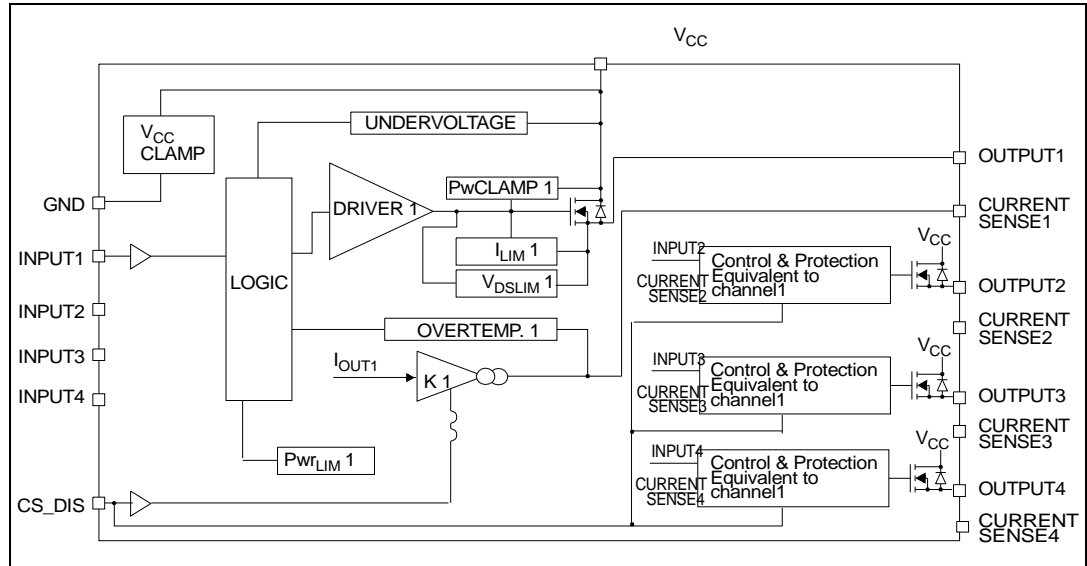 VCC
VCC
CLAMP
UNDERVOLTAGE
PwCLAMP 1
DRIVER 1
ILIM 1
VDSLIM 1
LOGIC
OVERTEMP. 1
IOUT1
K 1
PwrLIM 1
GND
INPUT1
INPUT2
INPUT3
INPUT4
CS_DIS
OUTPUT1
CURRENT
SENSE1
INPUT2
CURRENT
SENSE2
Control & Protection
Equivalent to
channel1
VCC
OUTPUT2
CURRENT
SENSE2
INPUT3
CURRENT
SENSE3
Control & Protection
Equivalent to
channel1
VCC
OUTPUT3
CURRENT
SENSE3
INPUT4
CURRENT
SENSE4
Control & Protection
Equivalent to
channel1
VCC
OUTPUT4
CURRENT
SENSE4